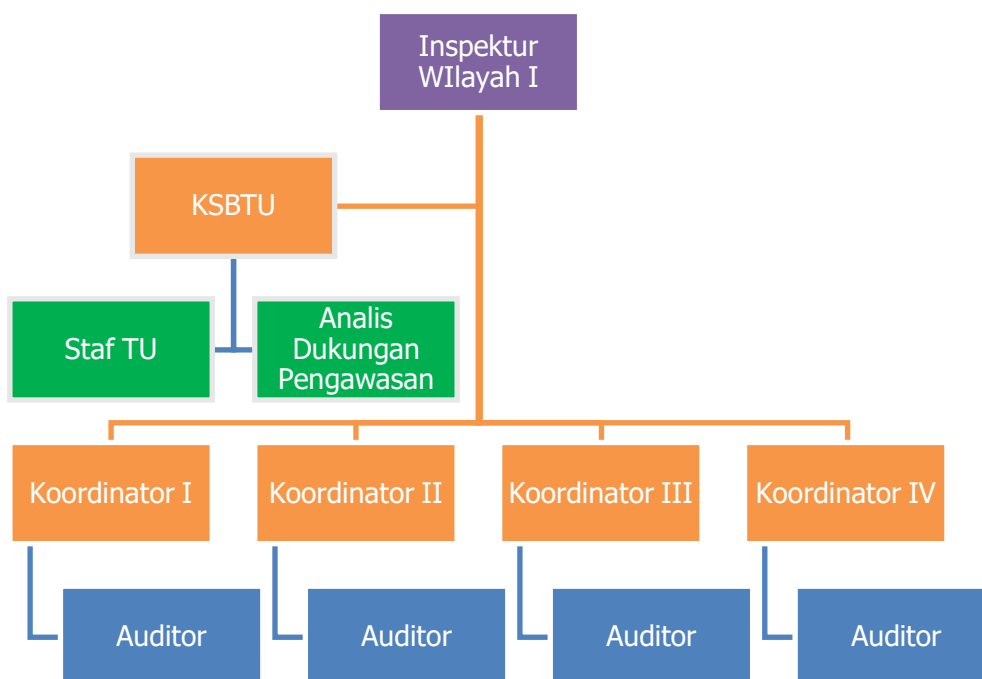 Inspektur
WIlayah I
KSBTU
Staf TU
Analis
Dukungan
Pengawasan
Koordinator I
Koordinator II
Koordinator III
Koordinator IV
Auditor
Auditor
Auditor
Auditor